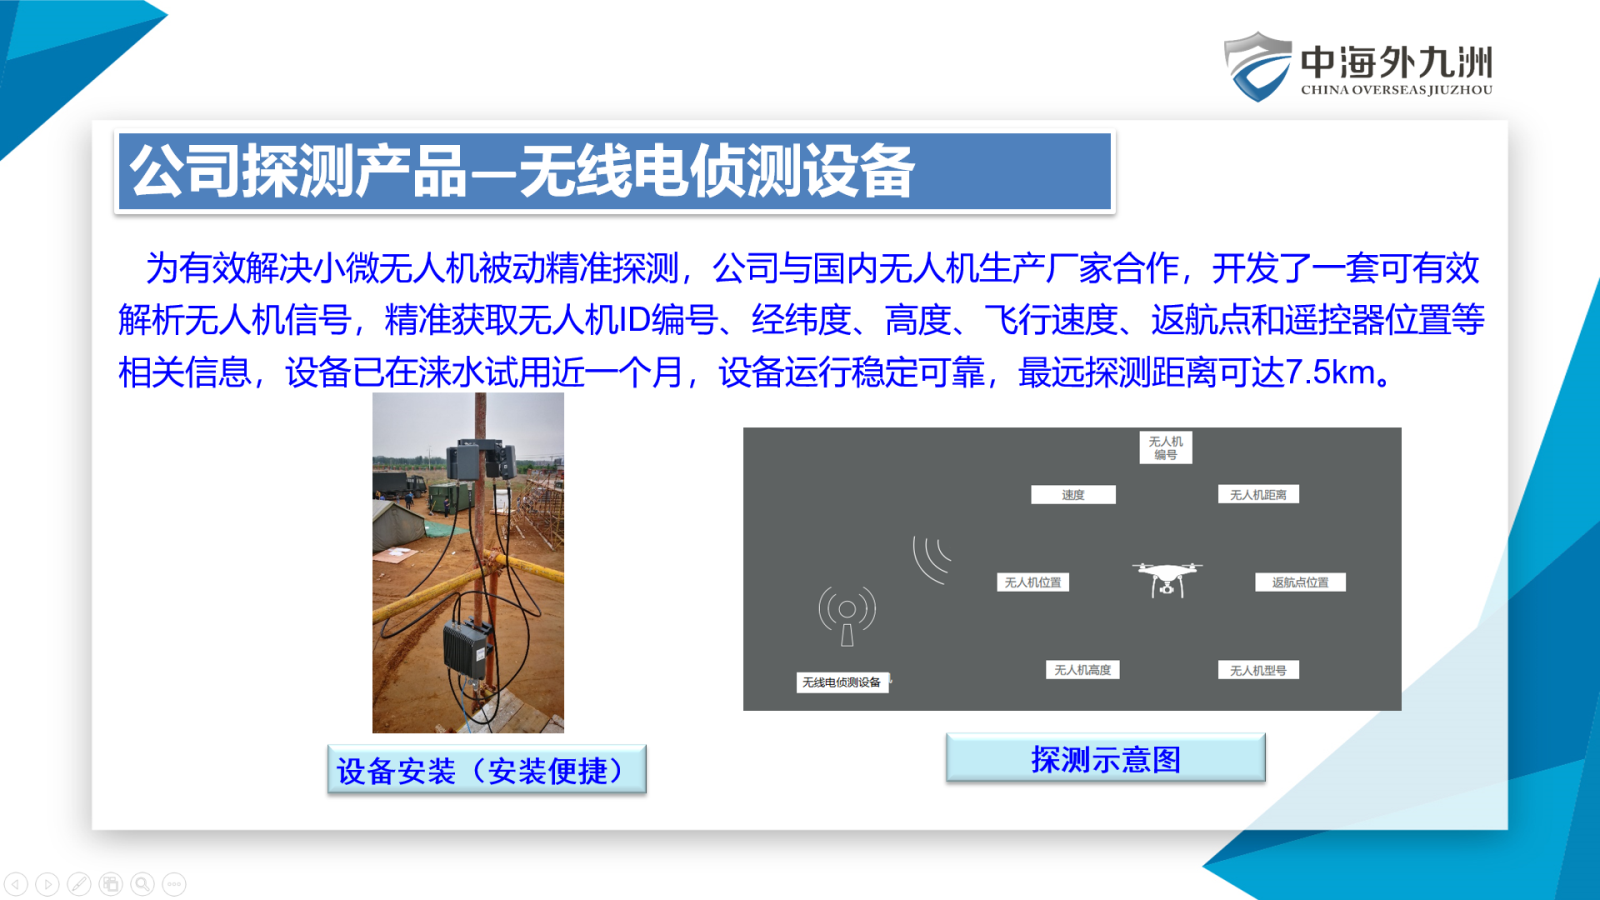 中海外九洲
CHINA OVERSEAS JIUZHOU
公司探测产品—无线电侦测设备
为有效解决小微无人机被动精准探测，公司与国内无人机生产厂家合作，开发了一套可有效
解析无人机信号，精准获取无人机ID编号、经纬度、高度、飞行速度、返航点和遥控器位置等
相关信息，设备已在涞水试用近一个月，设备运行稳定可靠，最远探测距离可达7.5km。
无人机
编号
速度
无人机距离
无人机位置
返航点位置
无人机高度
无人机型号
无线电侦测设备
设备安装（安装便捷）
探测示意图